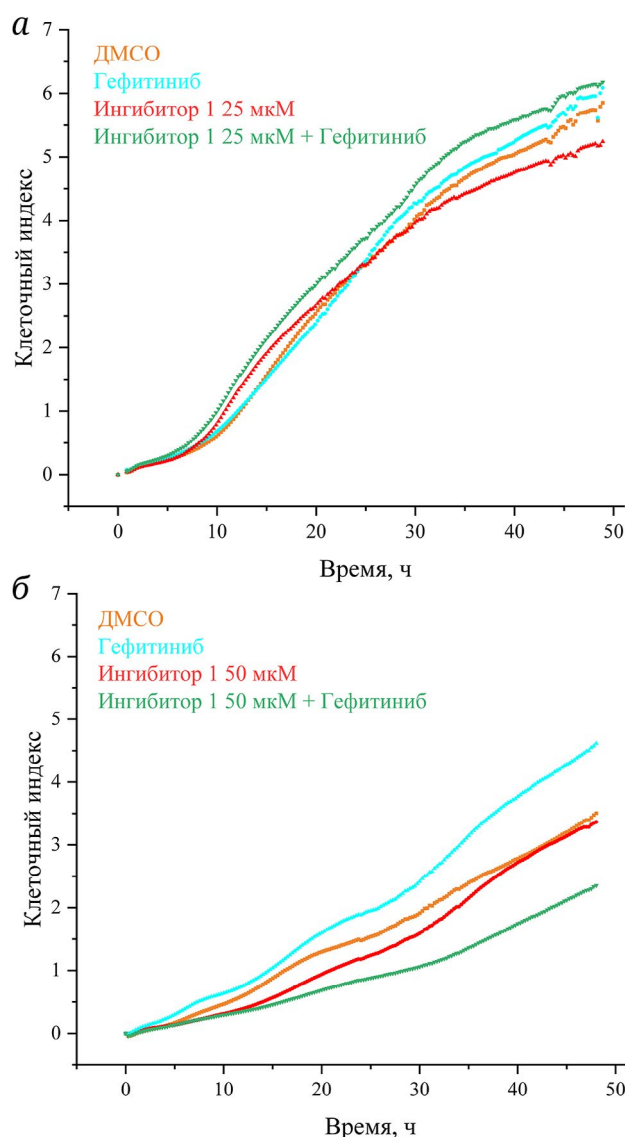 а
7
ДМСО
Гефитиниб
Ингибитор 1 25 мкМ
Ингибитор 1 25 мкМ + Гефитиниб
6
5
4
3
2
1
0
Клеточный индекс
0 10 20 30 40 50
Время, ч
б
7
ДМСО
Гефитиниб
Ингибитор 1 50 мкМ
Ингибитор 1 50 мкМ + Гефитиниб
6
5
4
3
2
1
0
Клеточный индекс
0 10 20 30 40 50
Время, ч